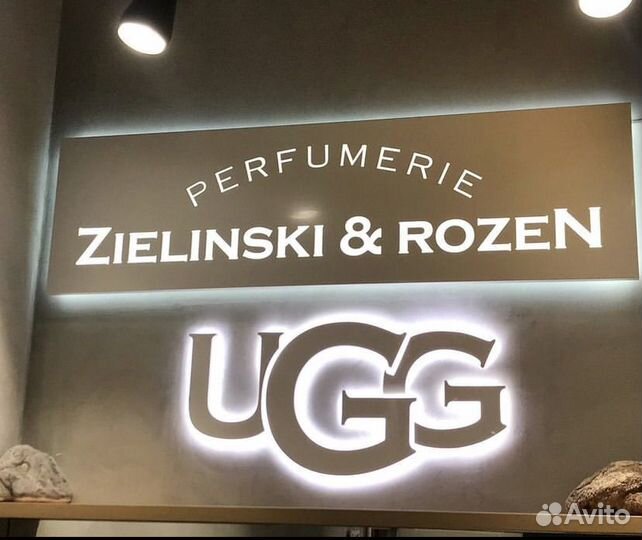 PERFUMERIE
ZIELINSKI & ROZEN
UGG
Avito